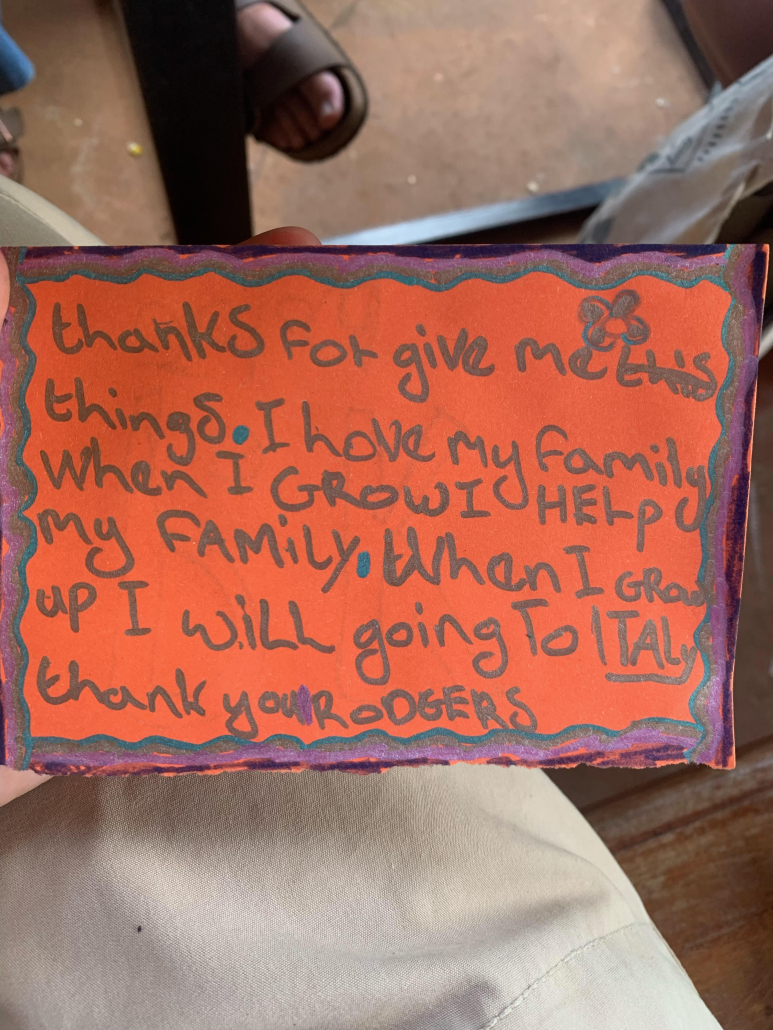 thanks for give me this
things. I hove my family
When I GROW I HELP
my FAMiLY. When I GROW
up I WiLL going To ITALy
thank you RODGERS